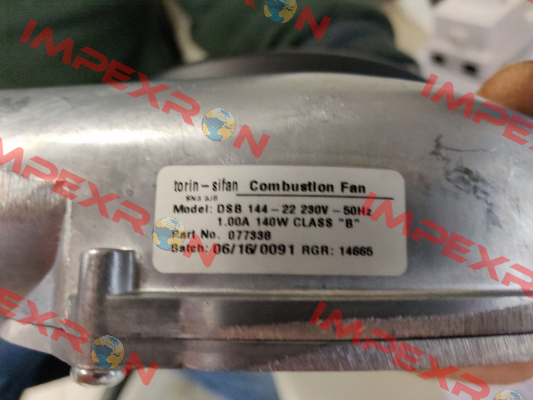 torin-sifan Combustion Fan
SN3 5JS
Model: DSB 144-22 230V-50Hz
1.00A 140W CLASS "B"
Part No. 077338
Batch: 06/16/0091 RGR: 14665
IMPEXRON
IMPEXRON
IMPEXRON
IMPEXRON
IMPEXRON
IMPEXRON